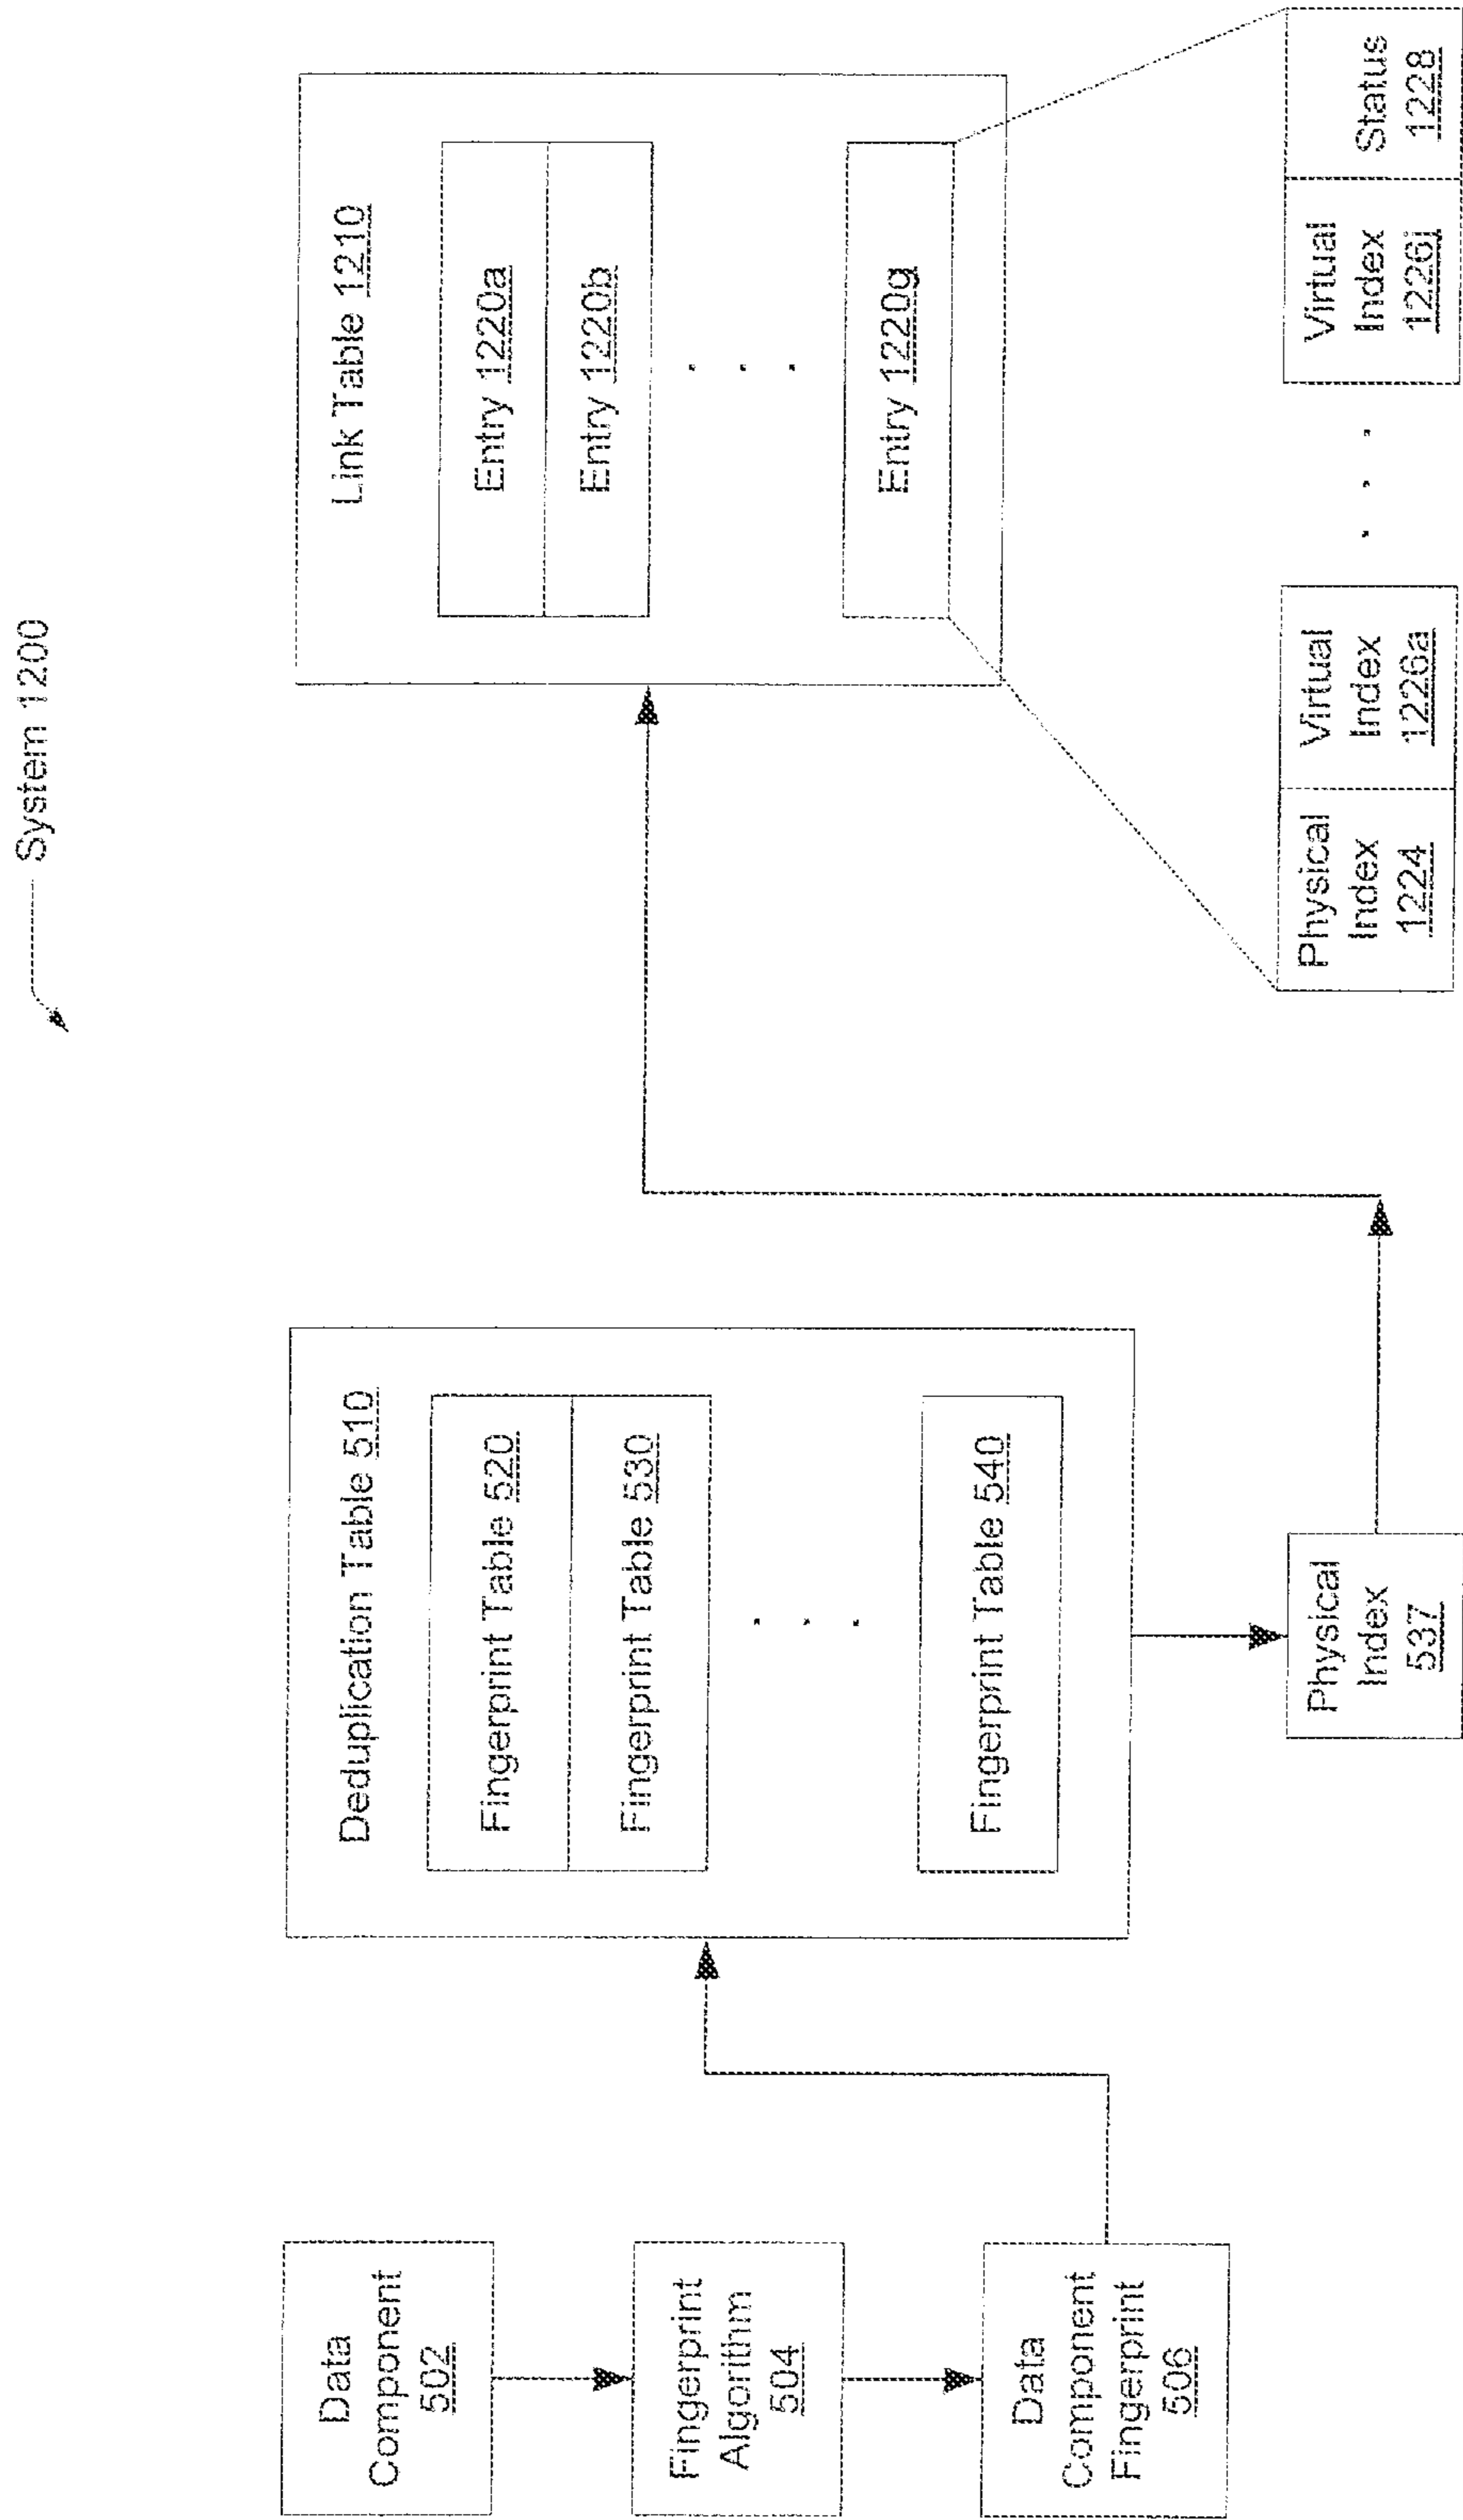 System 1200
Data
Component
502
Fingerprint
Algorithm
504
Data
Component
Fingerprint
506
Deduplication Table 510
Fingerprint Table 520
Fingerprint Table 530
. . .
Fingerprint Table 540
Physical
Index
537
Link Table 1210
Entry 1220a
Entry 1220b
. . .
Entry 1220g
Physical
Index
1224
Virtual
Index
1226a
. . .
Virtual
Index
1226j
Status
1228